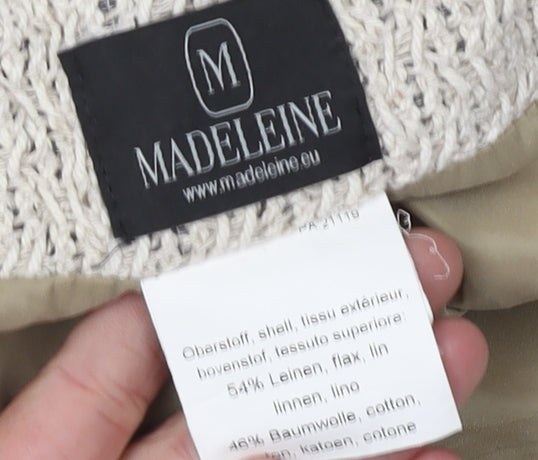 M
MADELEINE
www.madeleine.eu
PA 21119
Oberstoff, shell, tissu extérieur,
bovenstof, tessuto superiore:
54% Leinen, flax, lin
linnen, lino
46% Baumwolle, cotton,
katoen, cotone